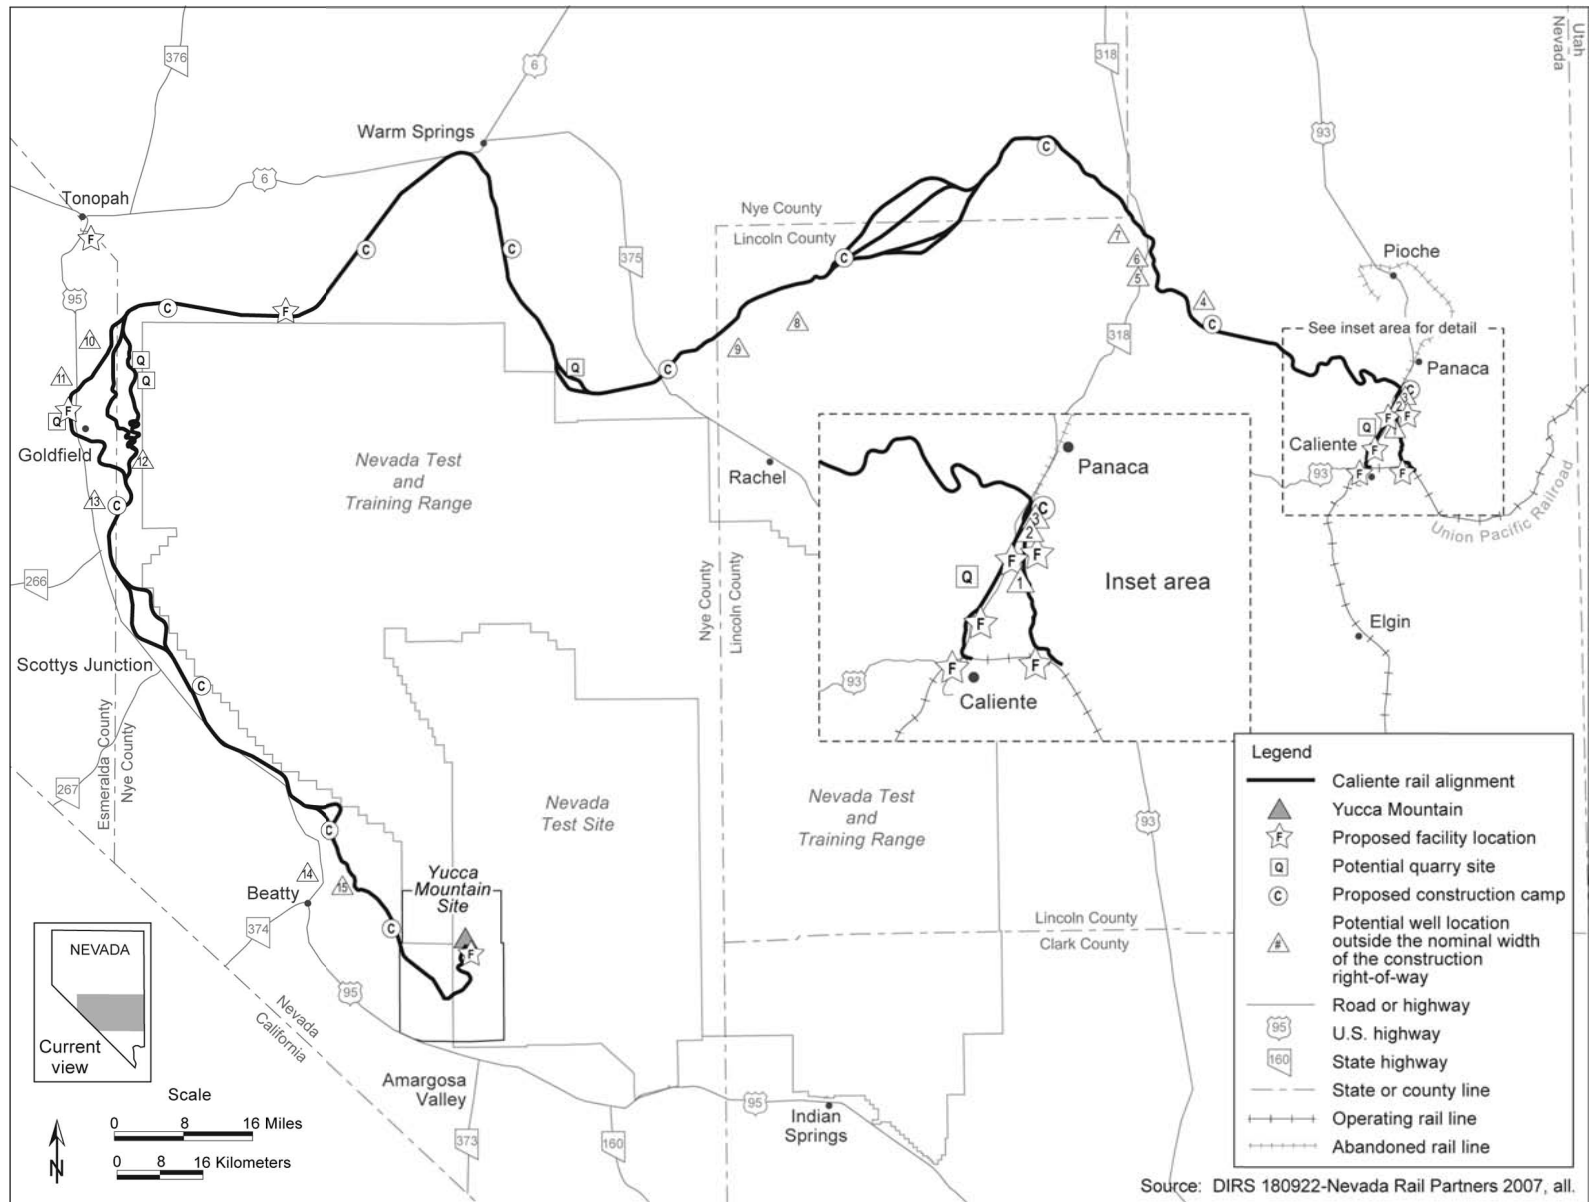 376
6
318
Utah
Nevada
93
Warm Springs
C
6
Tonopah
F
Nye County
Lincoln County
7
C
C
C
375
6
5
Pioche
95
C
F
4
C
318
See inset area for detail
10
8
9
Q
Q
Q
C
Panaca
11
F
Q
C
3
2
F
F
1
Q
Goldfield
12
Caliente
F
93
F
F
Nevada Test
and
Training Range
Rachel
Panaca
Union Pacific Railroad
13
C
C
3
2
F
F
Q
1
Inset area
266
Nye County
Lincoln County
F
Elgin
Scottys Junction
F
F
93
Caliente
C
Esmeralda County
Nye County
267
Nevada
Test Site
Nevada Test
and
Training Range
93
C
14
15
Beatty
Yucca
Mountain
Site
374
C
F
Lincoln County
Clark County
95
Nevada
California
NEVADA
Current
view
Amargosa
Valley
95
Indian
Springs
373
160
Scale
0 8 16 Miles
0 8 16 Kilometers
N
Legend
Caliente rail alignment
Yucca Mountain
F Proposed facility location
Q Potential quarry site
C Proposed construction camp
Potential well location
# outside the nominal width
of the construction
right-of-way
Road or highway
95 U.S. highway
160 State highway
State or county line
Operating rail line
Abandoned rail line
Source: DIRS 180922-Nevada Rail Partners 2007, all.